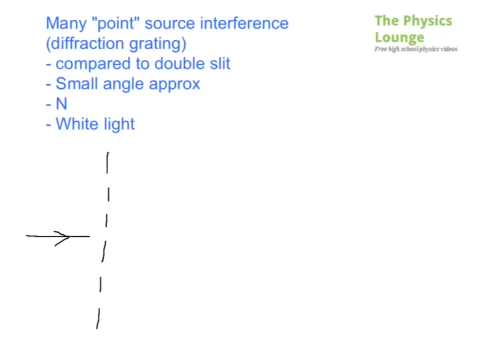 Many "point" source interference
(diffraction grating)
- compared to double slit
- Small angle approx
- N
- White light
The Physics
Lounge
Free high school physics videos